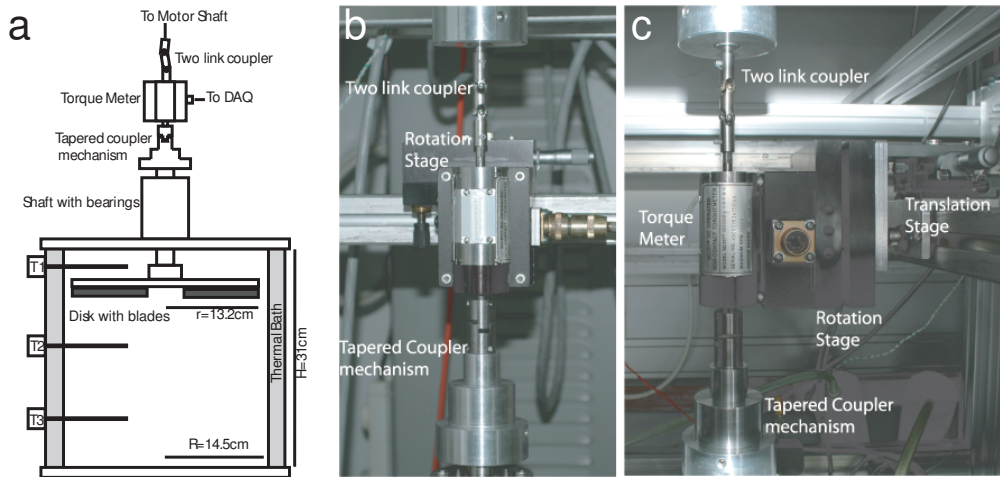 a
To Motor Shaft
Two link coupler
Torque Meter
To DAQ
Tapered coupler
mechanism
Shaft with bearings
T1
Disk with blades
r=13.2cm
T2
Thermal Bath
H=31cm
T3
R=14.5cm
b
Two link coupler
Rotation
Stage
Tapered Coupler
mechanism
c
Two link coupler
Torque
Meter
Translation
Stage
Rotation
Stage
Tapered Coupler
mechanism